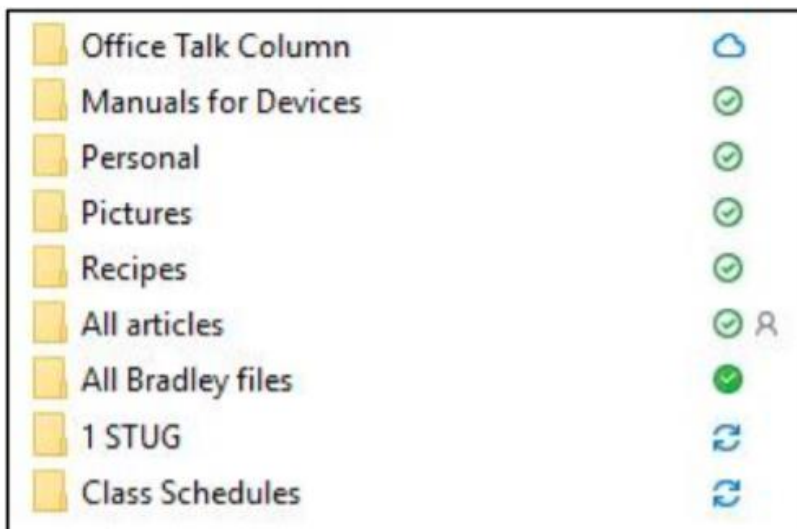 Office Talk Column
Manuals for Devices
Personal
Pictures
Recipes
All articles
All Bradley files
1 STUG
Class Schedules